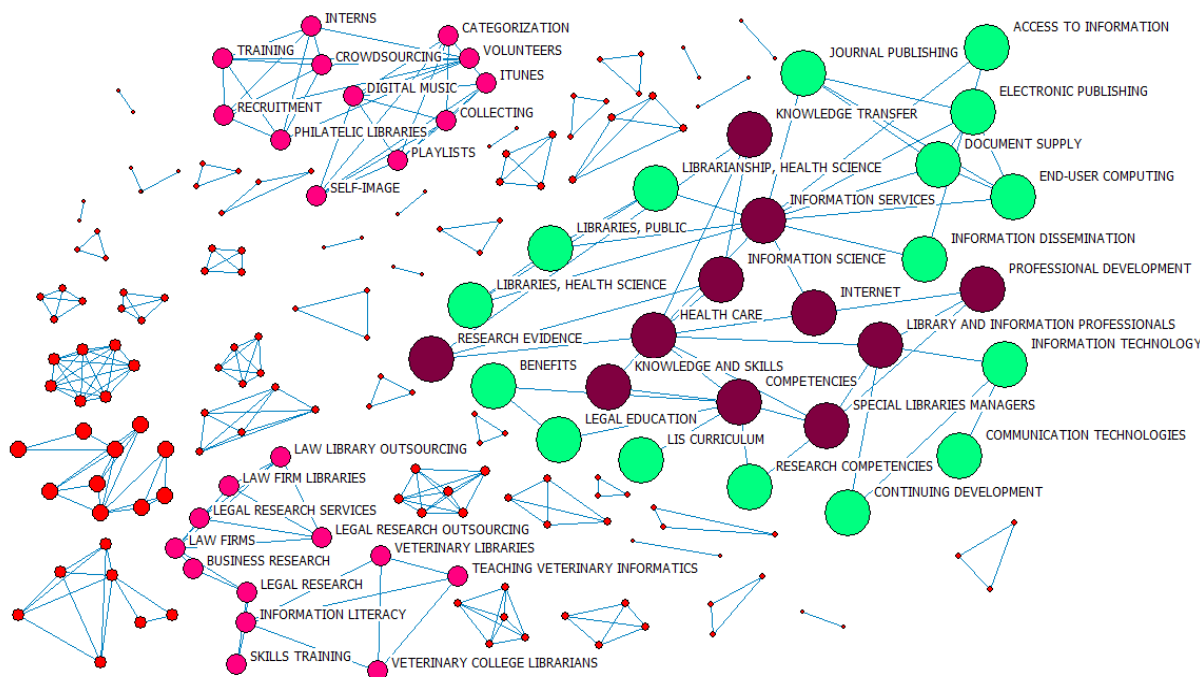 INTERNS
CATEGORIZATION
TRAINING
CROWDSOURCING
VOLUNTEERS
ITUNES
DIGITAL MUSIC
RECRUITMENT
COLLECTING
PHILATELIC LIBRARIES
PLAYLISTS
SELF-IMAGE
ACCESS TO INFORMATION
JOURNAL PUBLISHING
ELECTRONIC PUBLISHING
KNOWLEDGE TRANSFER
DOCUMENT SUPPLY
LIBRARIANSHIP, HEALTH SCIENCE
END-USER COMPUTING
INFORMATION SERVICES
LIBRARIES, PUBLIC
INFORMATION DISSEMINATION
INFORMATION SCIENCE
PROFESSIONAL DEVELOPMENT
LIBRARIES, HEALTH SCIENCE
INTERNET
HEALTH CARE
LIBRARY AND INFORMATION PROFESSIONALS
RESEARCH EVIDENCE
INFORMATION TECHNOLOGY
BENEFITS
KNOWLEDGE AND SKILLS
COMPETENCIES
SPECIAL LIBRARIES MANAGERS
LEGAL EDUCATION
LIS CURRICULUM
COMMUNICATION TECHNOLOGIES
RESEARCH COMPETENCIES
CONTINUING DEVELOPMENT
LAW LIBRARY OUTSOURCING
LAW FIRM LIBRARIES
LEGAL RESEARCH SERVICES
LEGAL RESEARCH OUTSOURCING
LAW FIRMS
VETERINARY LIBRARIES
BUSINESS RESEARCH
TEACHING VETERINARY INFORMATICS
LEGAL RESEARCH
INFORMATION LITERACY
SKILLS TRAINING
VETERINARY COLLEGE LIBRARIANS